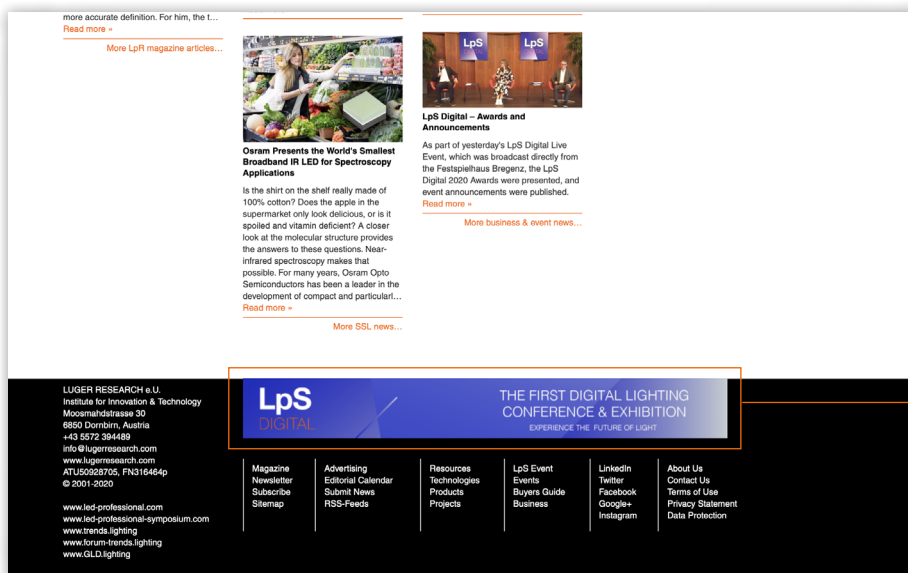 more accurate definition. For him, the t…
Read more »
More LpR magazine articles…
Osram Presents the World's Smallest
Broadband IR LED for Spectroscopy
Applications
Is the shirt on the shelf really made of
100% cotton? Does the apple in the
supermarket only look delicious, or is it
spoiled and vitamin deficient? A closer
look at the molecular structure provides
the answers to these questions. Near-
infrared spectroscopy makes that
possible. For many years, Osram Opto
Semiconductors has been a leader in the
development of compact and particularl…
Read more »
More SSL news…
LpS
LpS
LpS Digital – Awards and
Announcements
As part of yesterday's LpS Digital Live
Event, which was broadcast directly from
the Festspielhaus Bregenz, the LpS
Digital 2020 Awards were presented, and
event announcements were published.
Read more »
More business & event news…
LUGER RESEARCH e.U.
Institute for Innovation & Technology
Moosmahdstrasse 30
6850 Dornbirn, Austria
+43 5572 394489
info@lugerresearch.com
www.lugerresearch.com
ATU50928705, FN316464p
© 2001-2020
www.led-professional.com
www.led-professional-symposium.com
www.trends.lighting
www.forum-trends.lighting
www.GLD.lighting
LpS
DIGITAL
THE FIRST DIGITAL LIGHTING
CONFERENCE & EXHIBITION
EXPERIENCE THE FUTURE OF LIGHT
Magazine
Newsletter
Subscribe
Sitemap
Advertising
Editorial Calendar
Submit News
RSS-Feeds
Resources
Technologies
Products
Projects
LpS Event
Events
Buyers Guide
Business
LinkedIn
Twitter
Facebook
Google+
Instagram
About Us
Contact Us
Terms of Use
Privacy Statement
Data Protection